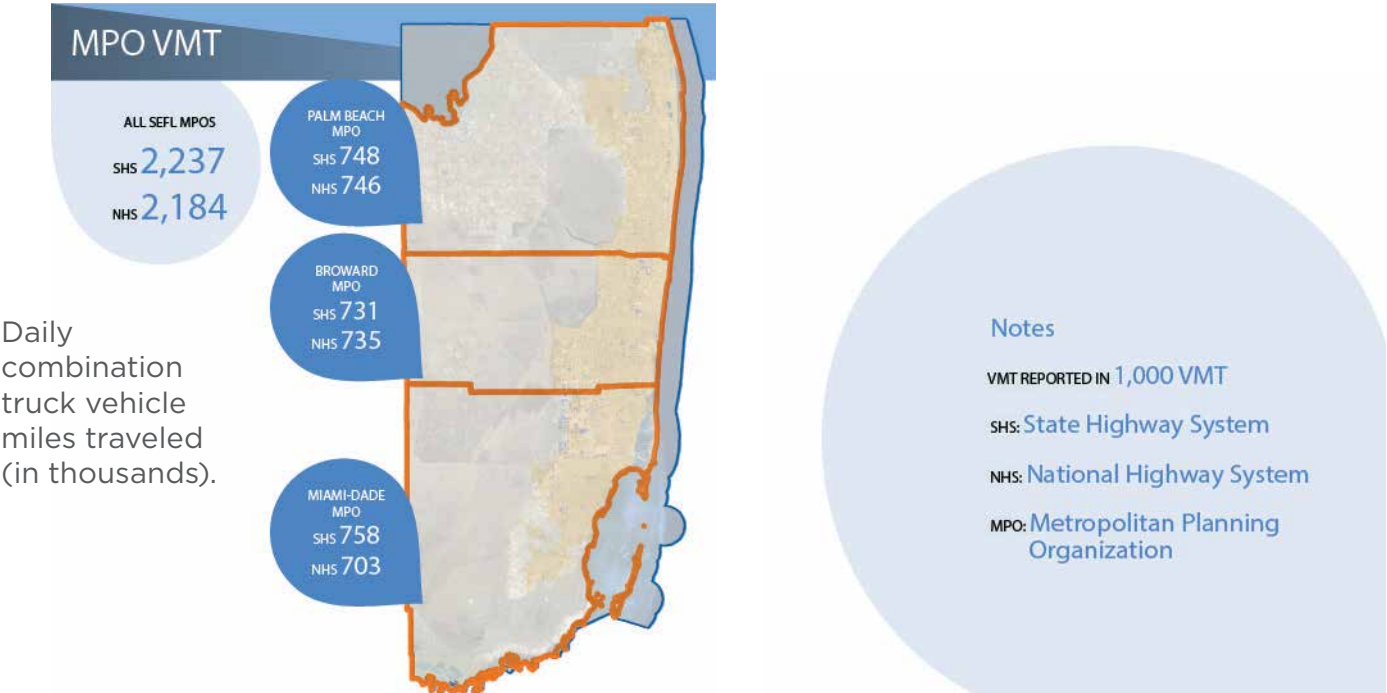 MPO VMT
ALL SEFL MPOS
SHS 2,237
NHS 2,184
PALM BEACH
MPO
SHS 748
NHS 746
BROWARD
MPO
SHS 731
NHS 735
MIAMI-DADE
MPO
SHS 758
NHS 703
Daily
combination
truck vehicle
miles traveled
(in thousands).
Notes
VMT REPORTED IN 1,000 VMT
SHS: State Highway System
NHS: National Highway System
MPO: Metropolitan Planning
Organization